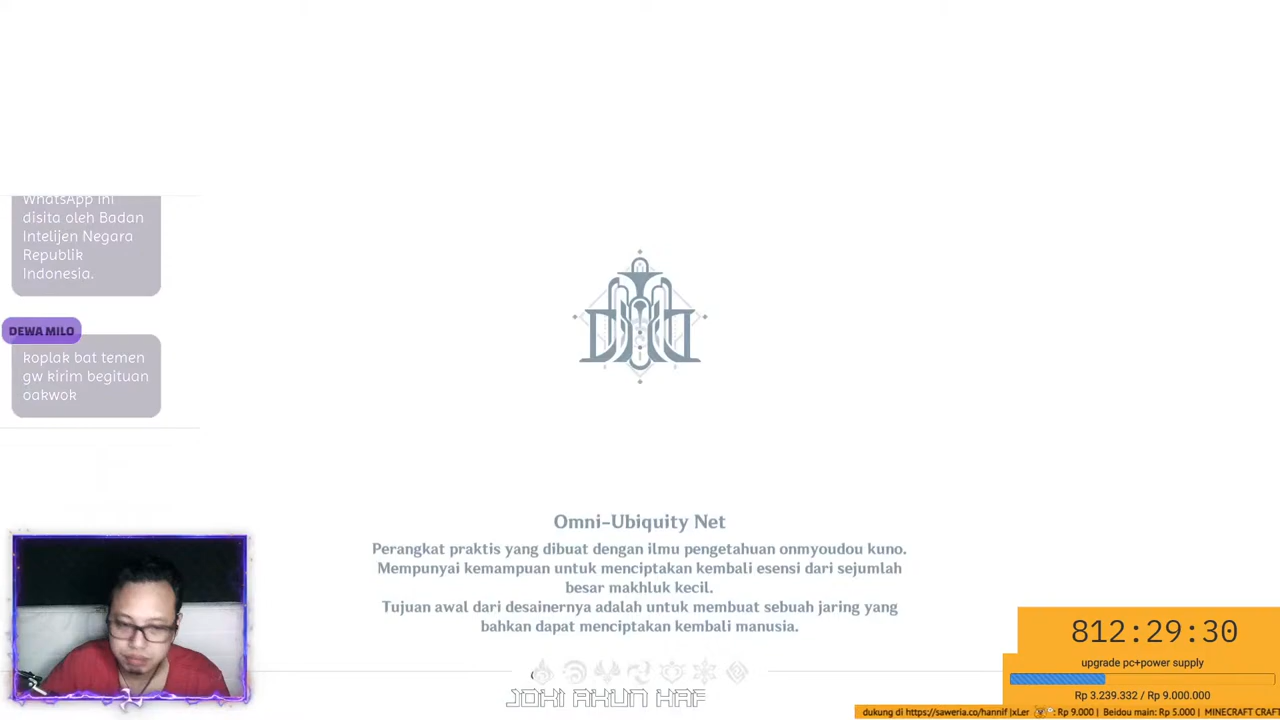 WhatsApp ini
disita oleh Badan
Intelijen Negara
Republik
Indonesia.
DEWA MILO
koplak bat temen
gw kirim begituan
oakwok
Omni-Ubiquity Net
Perangkat praktis yang dibuat dengan ilmu pengetahuan onmyoudou kuno.
Mempunyai kemampuan untuk menciptakan kembali esensi dari sejumlah
besar makhluk kecil.
Tujuan awal dari desainernya adalah untuk membuat sebuah jaring yang
bahkan dapat menciptakan kembali manusia.
JOKI AKUN HAF
812:29:30
upgrade pc+power supply
Rp 3.239.332 / Rp 9.000.000
dukung di https://saweria.co/hannif |xLer : Rp 9.000 | Beidou main: Rp 5.000 | MINECRAFT CRAFT